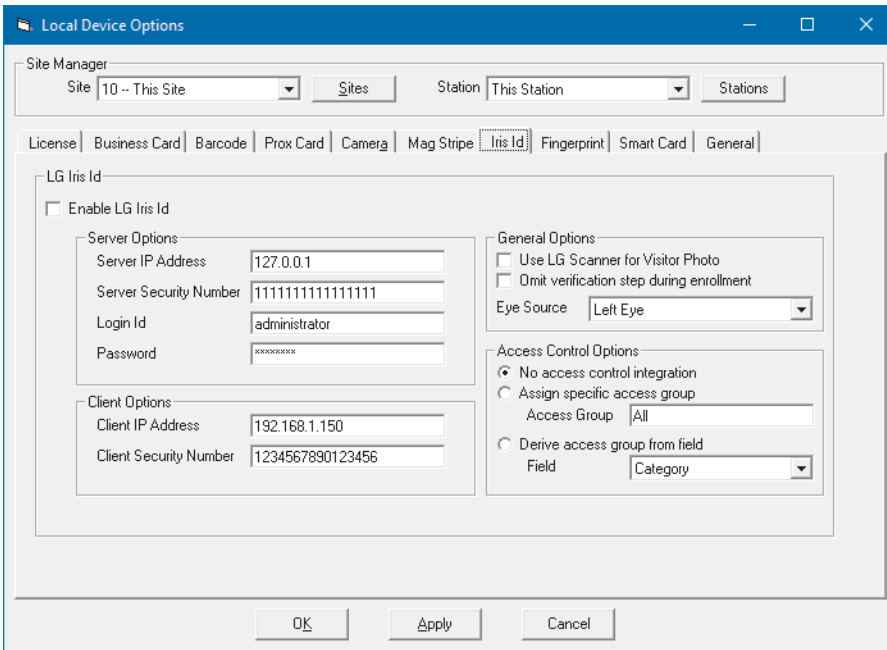 Local Device Options
Site Manager
Site 10 -- This Site Sites Station This Station Stations
License Business Card Barcode Prox Card Camera Mag Stripe Iris Id Fingerprint Smart Card General
LG Iris Id
Enable LG Iris Id
Server Options
Server IP Address 127.0.0.1
Server Security Number 1111111111111111
Login Id administrator
Password ********
Client Options
Client IP Address 192.168.1.150
Client Security Number 1234567890123456
General Options
Use LG Scanner for Visitor Photo
Omit verification step during enrollment
Eye Source Left Eye
Access Control Options
No access control integration
Assign specific access group
Access Group All
Derive access group from field
Field Category
OK Apply Cancel